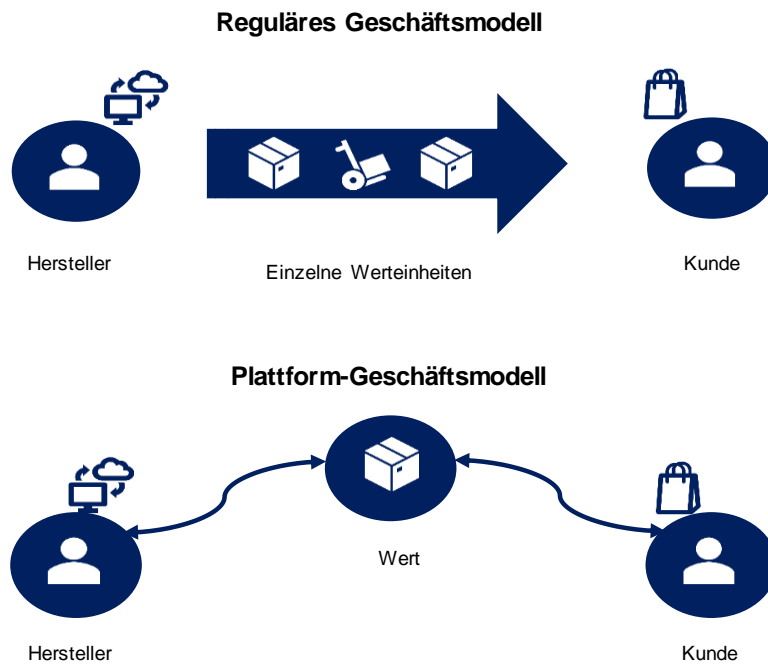 Reguläres Geschäftsmodell
Hersteller
Einzelne Werteinheiten
Kunde
Plattform-Geschäftsmodell
Wert
Hersteller
Kunde